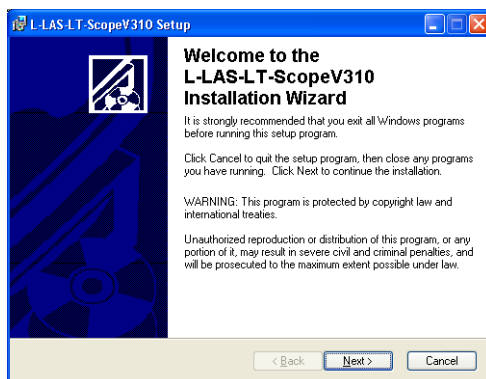 L-LAS-LT-ScopeV310 Setup
Welcome to the
L-LAS-LT-ScopeV310
Installation Wizard
It is strongly recommended that you exit all Windows programs
before running this setup program.
Click Cancel to quit the setup program, then close any programs
you have running. Click Next to continue the installation.
WARNING: This program is protected by copyright law and
international treaties.
Unauthorized reproduction or distribution of this program, or any
portion of it, may result in severe civil and criminal penalties, and
will be prosecuted to the maximum extent possible under law.
< Back Next > Cancel